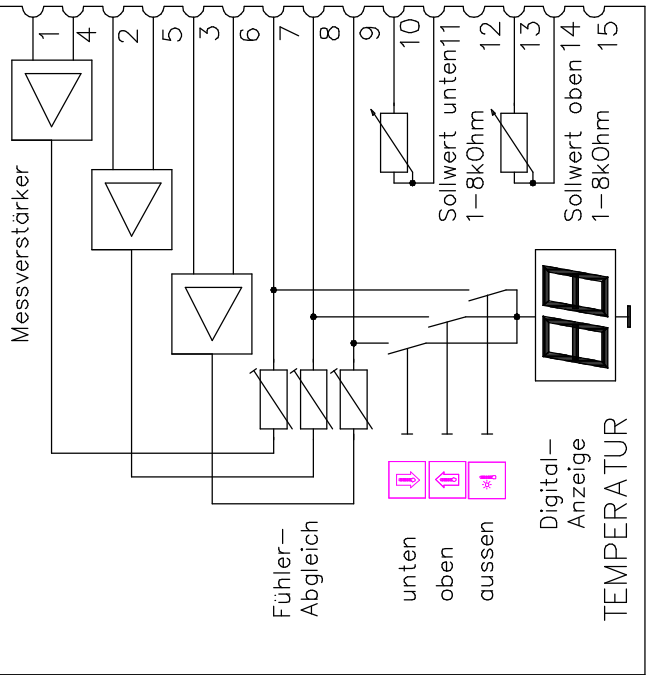 1
4
2
5
3
6
7
8
9
10
11
12
13
14
15
Messverstärker
Sollwert unten
1-8kOhm
Sollwert oben
1-8kOhm
Fühler-
Abgleich
unten
oben
aussen
Digital-
Anzeige
TEMPERATUR